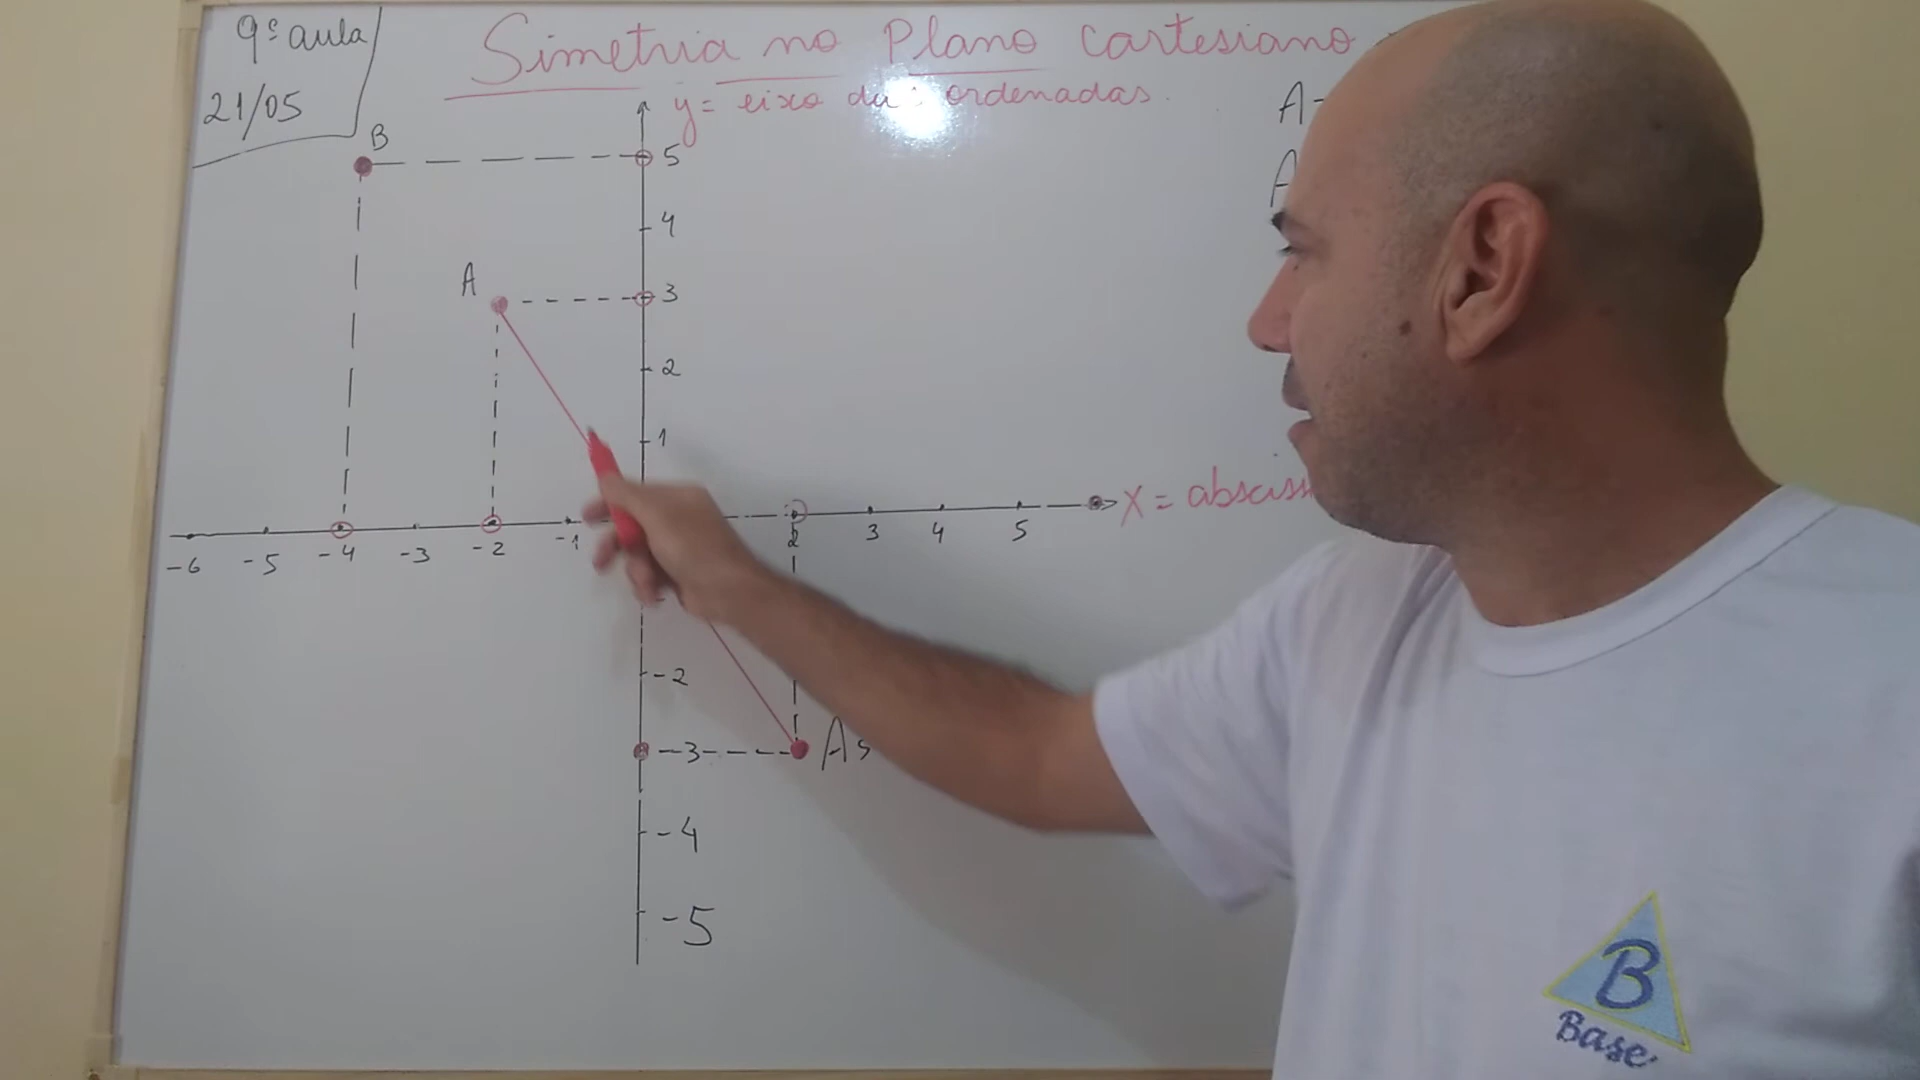 9ª aula
21/05
Simetria no Plano cartesiano
y = eixo das ordenadas.
A
A
B
5
4
A
3
2
1
X =
-6 -5 -4 -3 -2 -1 2 3 4 5
-2
-3
As
-4
-5
B
Base